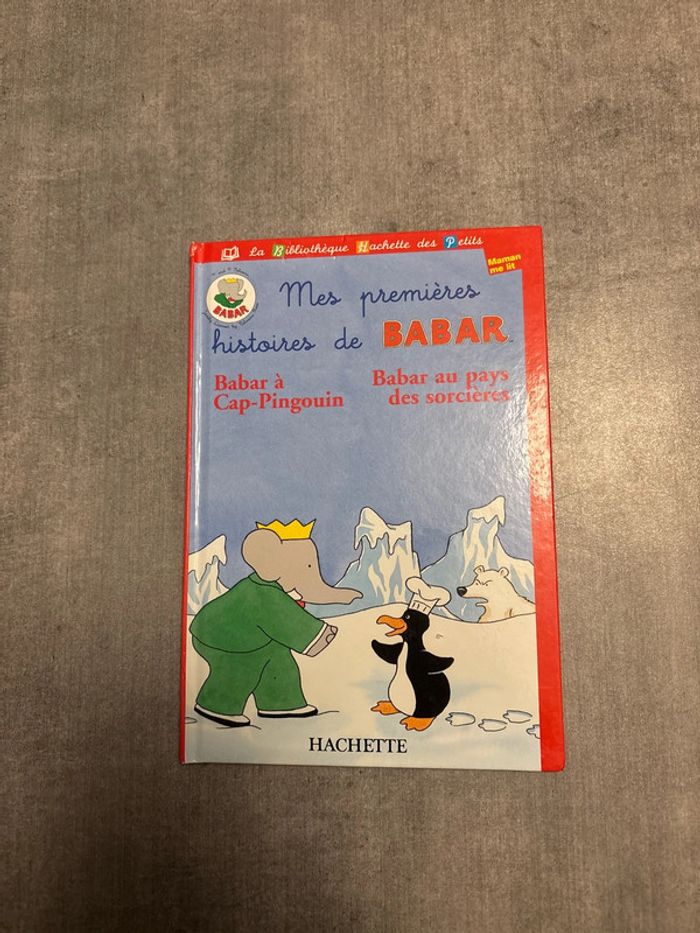 La Bibliothèque Hachette des Petits
Maman
me lit
BABAR
Mes premières
histoires de BABAR™
Babar à
Cap-Pingouin
Babar au pays
des sorcières
HACHETTE